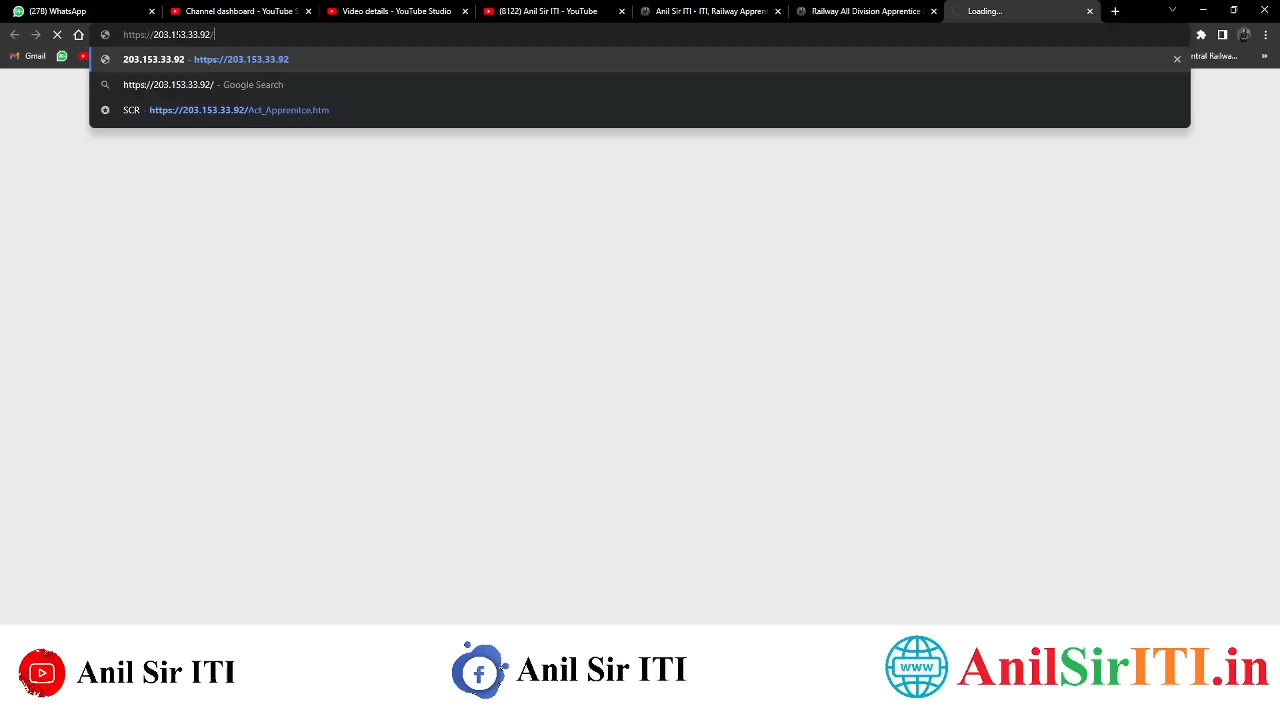 (278) WhatsApp
Channel dashboard - YouTube S
Video details - YouTube Studio
(8122) Anil Sir ITI - YouTube
Anil Sir ITI • ITI, Railway Appren
Railway All Division Apprentice
Loading...
https://203.153.33.92/
Gmail
ntral Railwa...
203.153.33.92 - https://203.153.33.92
https://203.153.33.92/ - Google Search
SCR - https://203.153.33.92/Act_Apprenitce.htm
Anil Sir ITI
Anil Sir ITI
WWW
AnilSirITI.in